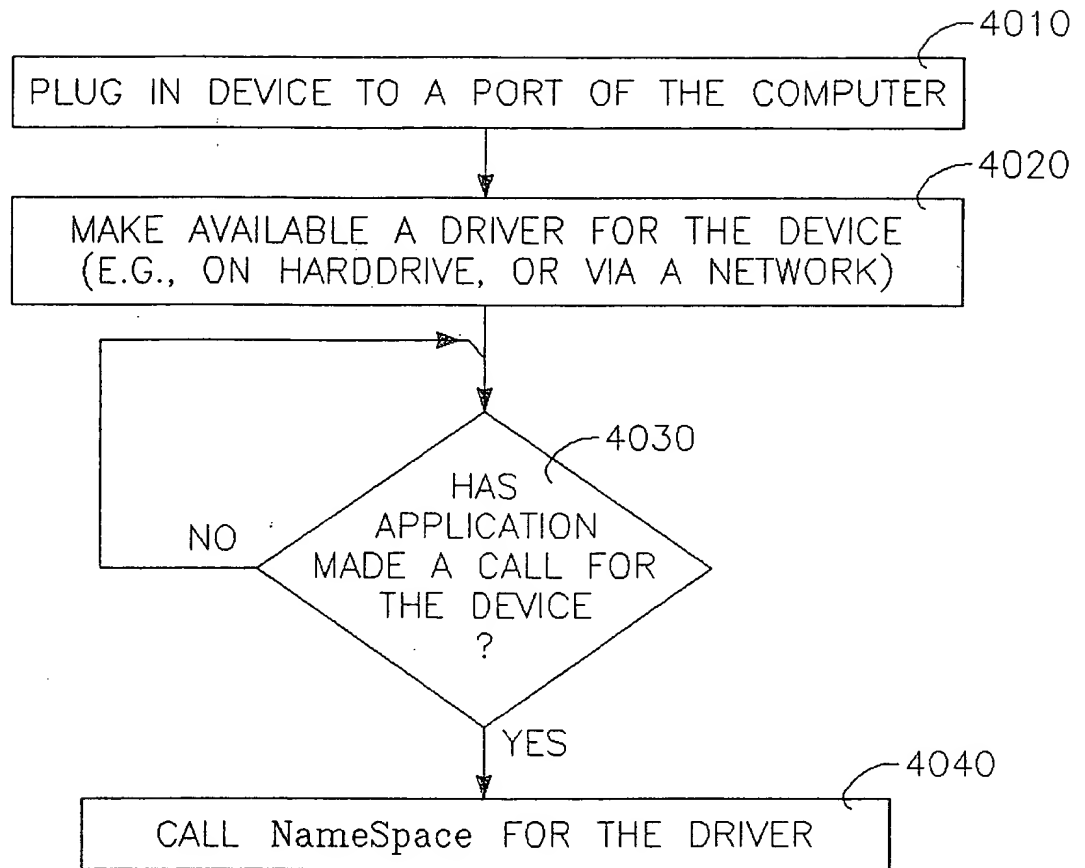 4010
PLUG IN DEVICE TO A PORT OF THE COMPUTER
4020
MAKE AVAILABLE A DRIVER FOR THE DEVICE
(E.G., ON HARDDRIVE, OR VIA A NETWORK)
4030
HAS
APPLICATION
MADE A CALL FOR
THE DEVICE
?
NO
YES
4040
CALL NameSpace FOR THE DRIVER